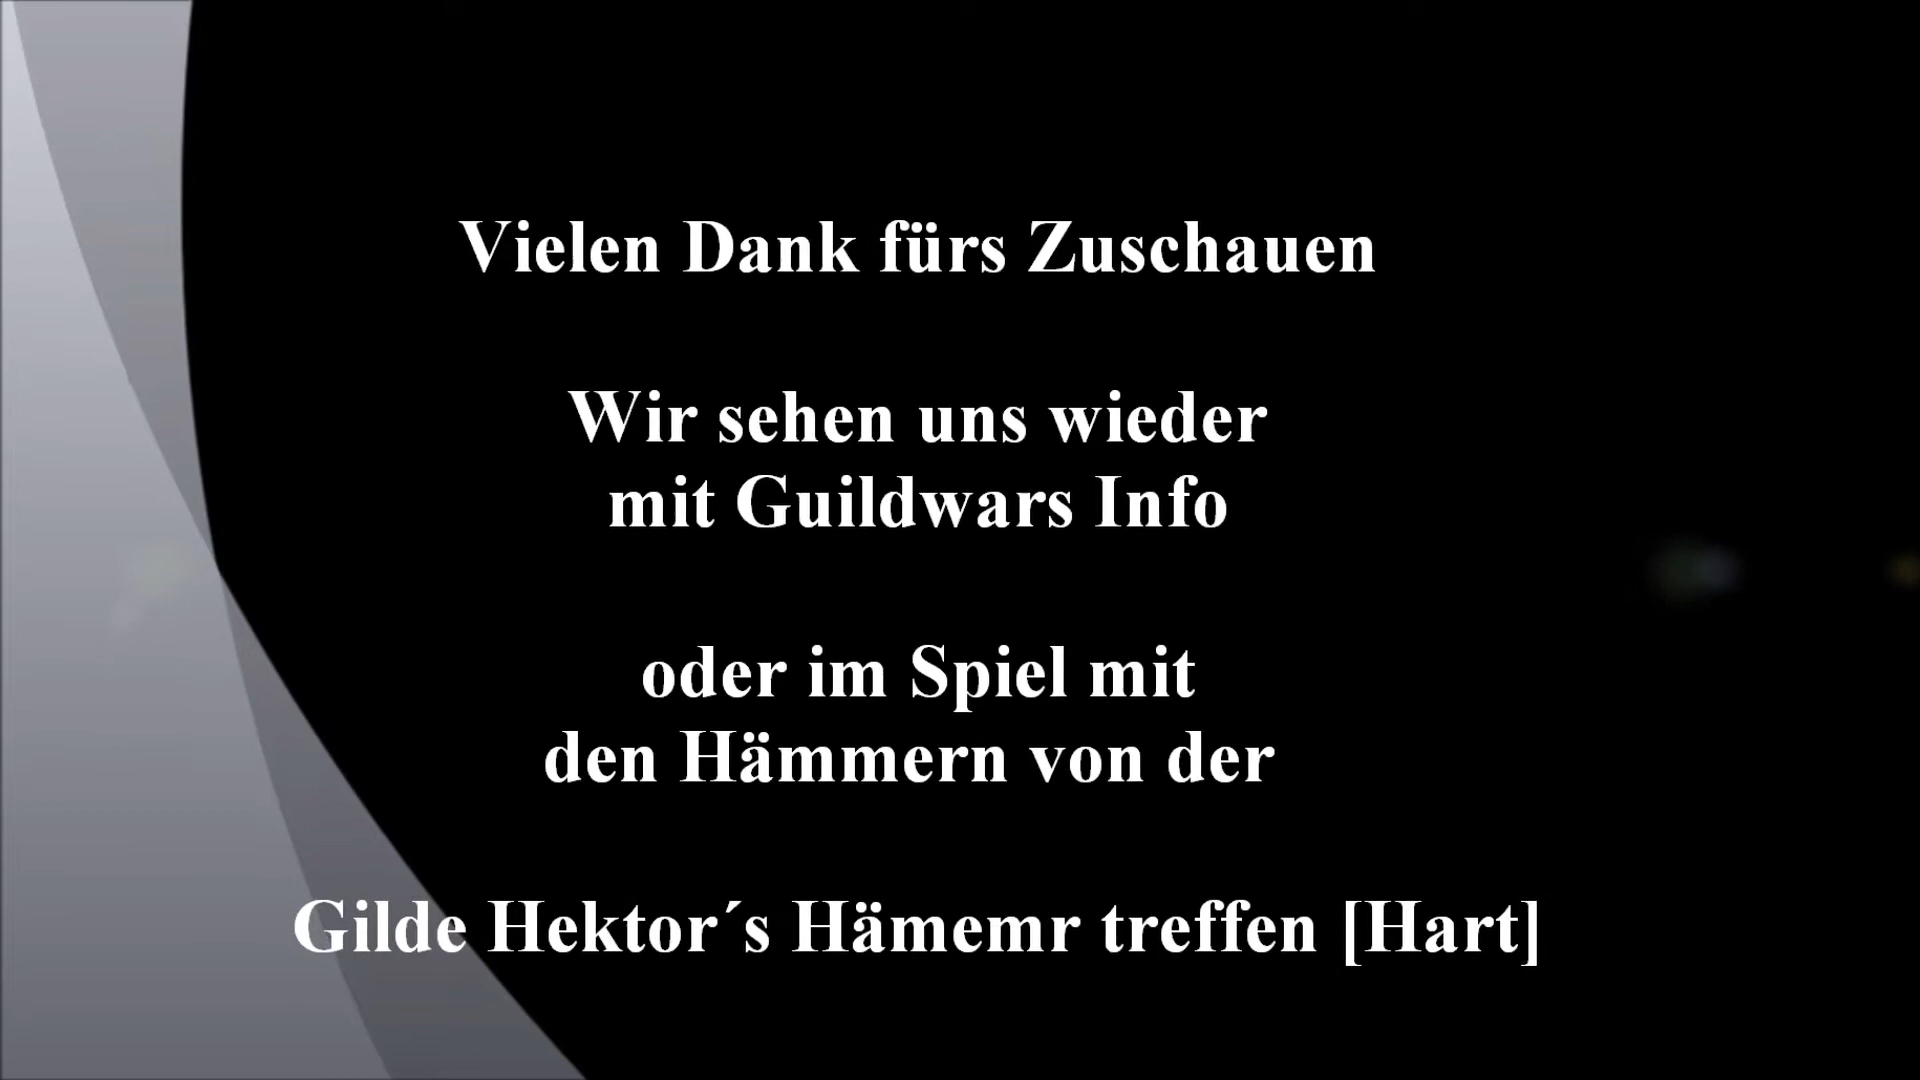 Vielen Dank fürs Zuschauen
Wir sehen uns wieder
mit Guildwars Info
oder im Spiel mit
den Hämmern von der
Gilde Hektor´s Hämemr treffen [Hart]